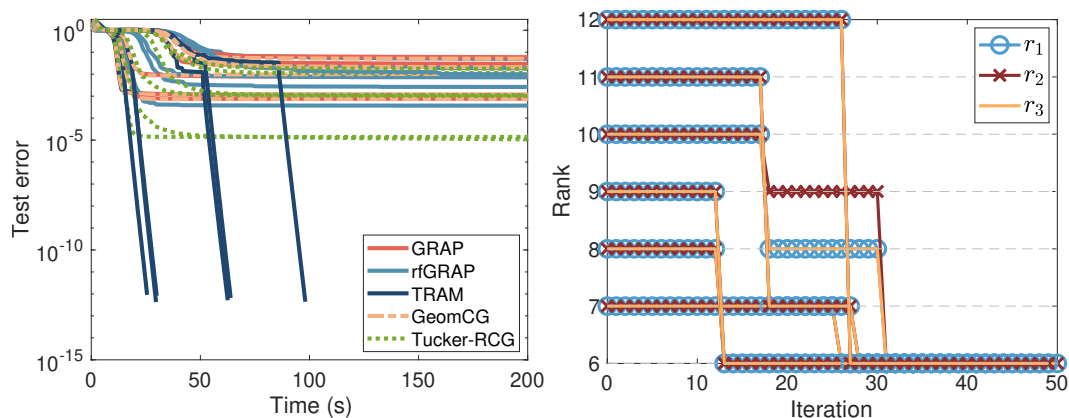 10^0
10^-5
10^-10
10^-15
Test error
0
50
100
150
200
Time (s)
GRAP
rfGRAP
TRAM
GeomCG
Tucker-RCG
12
11
10
9
8
7
6
Rank
0
10
20
30
40
50
Iteration
r_1
r_2
r_3